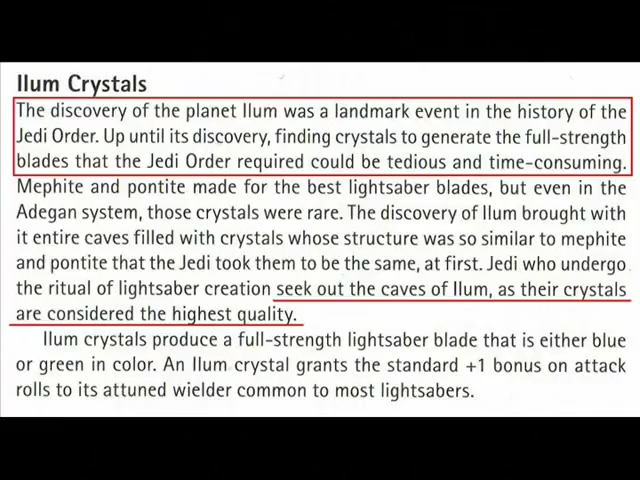 Ilum Crystals
The discovery of the planet Ilum was a landmark event in the history of the
Jedi Order. Up until its discovery, finding crystals to generate the full-strength
blades that the Jedi Order required could be tedious and time-consuming.
Mephite and pontite made for the best lightsaber blades, but even in the
Adegan system, those crystals were rare. The discovery of Ilum brought with
it entire caves filled with crystals whose structure was so similar to mephite
and pontite that the Jedi took them to be the same, at first. Jedi who undergo
the ritual of lightsaber creation seek out the caves of Ilum, as their crystals
are considered the highest quality.
Ilum crystals produce a full-strength lightsaber blade that is either blue
or green in color. An Ilum crystal grants the standard +1 bonus on attack
rolls to its attuned wielder common to most lightsabers.